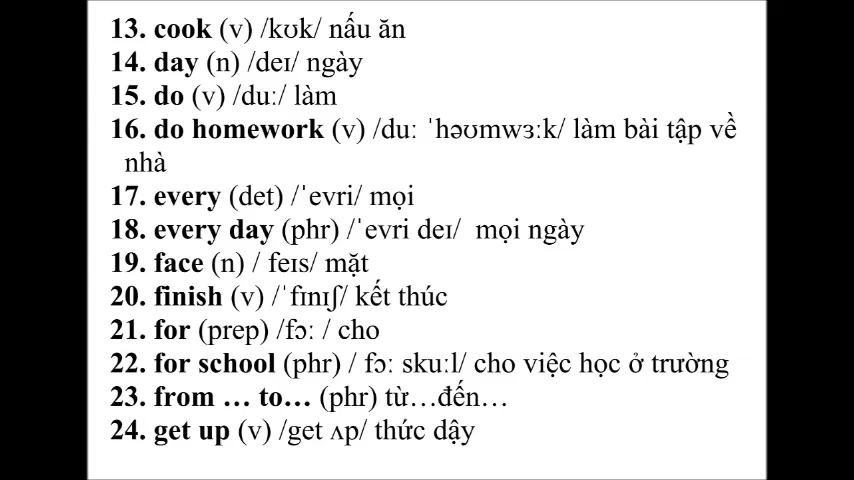 13. cook (v) /kʊk/ nấu ăn
14. day (n) /deɪ/ ngày
15. do (v) /duː/ làm
16. do homework (v) /duː ˈhəʊmwɜːk/ làm bài tập về
nhà
17. every (det) /ˈevri/ mọi
18. every day (phr) /ˈevri deɪ/  mọi ngày
19. face (n) / feɪs/ mặt
20. finish (v) /ˈfɪnɪʃ/ kết thúc
21. for (prep) /fɔː / cho
22. for school (phr) / fɔː skuːl/ cho việc học ở trường
23. from … to… (phr) từ…đến…
24. get up (v) /get ʌp/ thức dậy